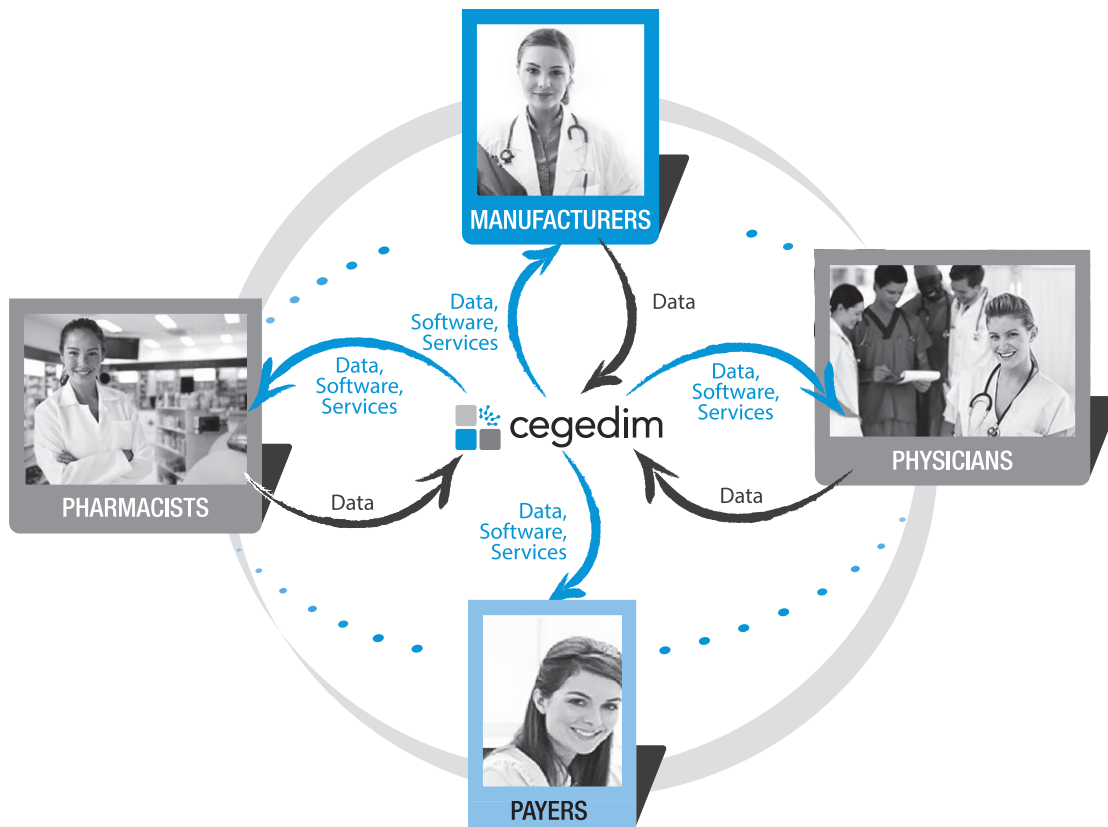 MANUFACTURERS
Data,
Software,
Services
Data
Data,
Software,
Services
Data,
Software,
Services
cegedim
PHYSICIANS
PHARMACISTS
Data
Data
Data,
Software,
Services
PAYERS